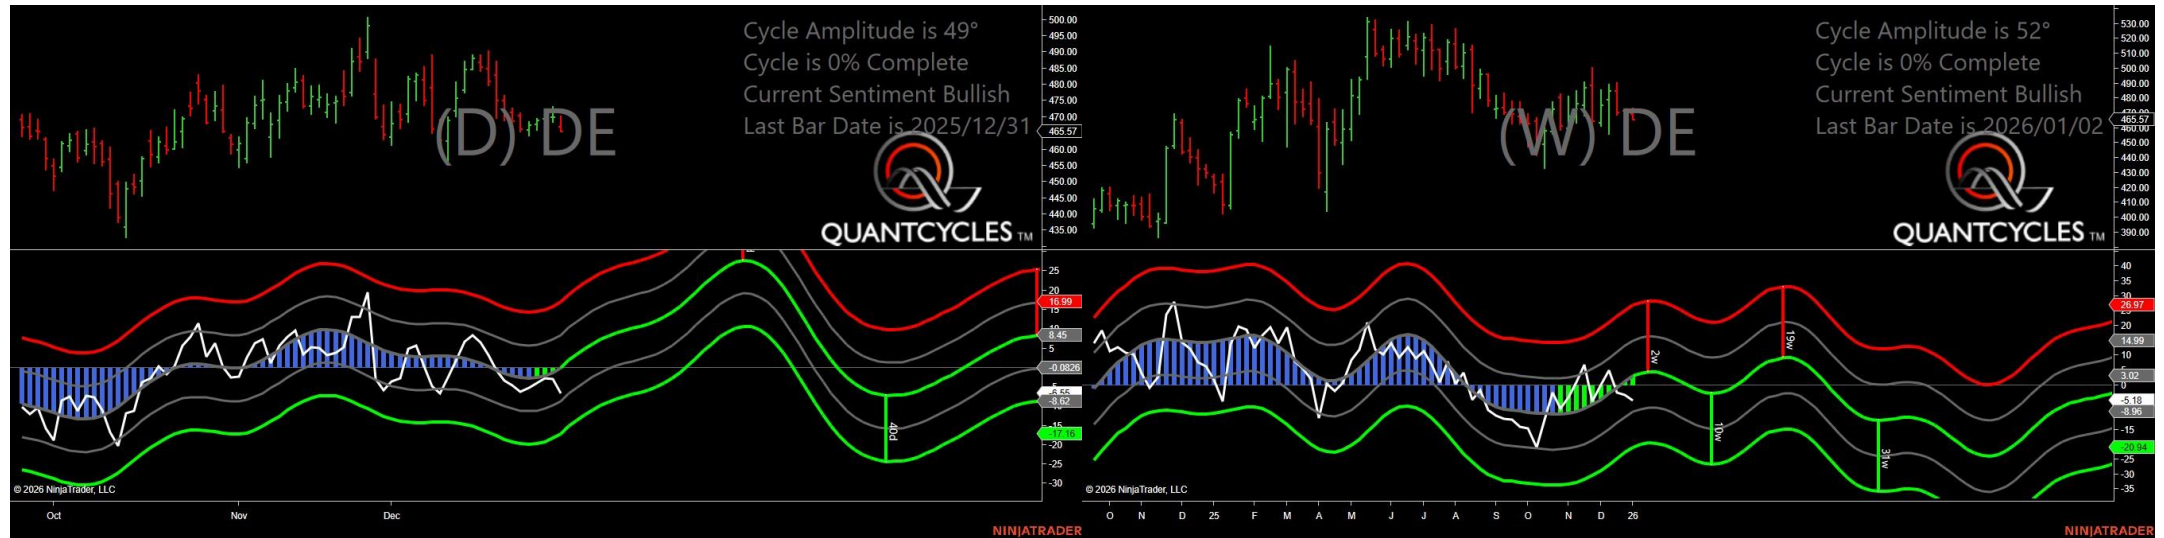 Cycle Amplitude is 49°
Cycle is 0% Complete
Current Sentiment Bullish
Last Bar Date is 2025/12/31
(D) DE
QUANTCYCLES TM
500.00
495.00
490.00
485.00
480.00
475.00
470.00
465.57
460.00
455.00
450.00
445.00
440.00
435.00
25
20
16.99
8.45
5
-0.0826
-6.55
-8.62
-15
-17.16
-20
-25
-30
40d
© 2026 NinjaTrader, LLC
Oct
Nov
Dec
NINJATRADER
Cycle Amplitude is 52°
Cycle is 0% Complete
Current Sentiment Bullish
Last Bar Date is 2026/01/02
(W) DE
QUANTCYCLES TM
530.00
520.00
510.00
500.00
490.00
480.00
465.57
460.00
450.00
440.00
430.00
420.00
410.00
400.00
390.00
40
35
30
26.97
25
20
14.99
10
5
3.02
0
-5.18
-8.96
-15
-20.94
-25
-30
-35
2w
10w
19w
31w
© 2026 NinjaTrader, LLC
O N D 25 F M A M J J A S O N D 26
NINJATRADER